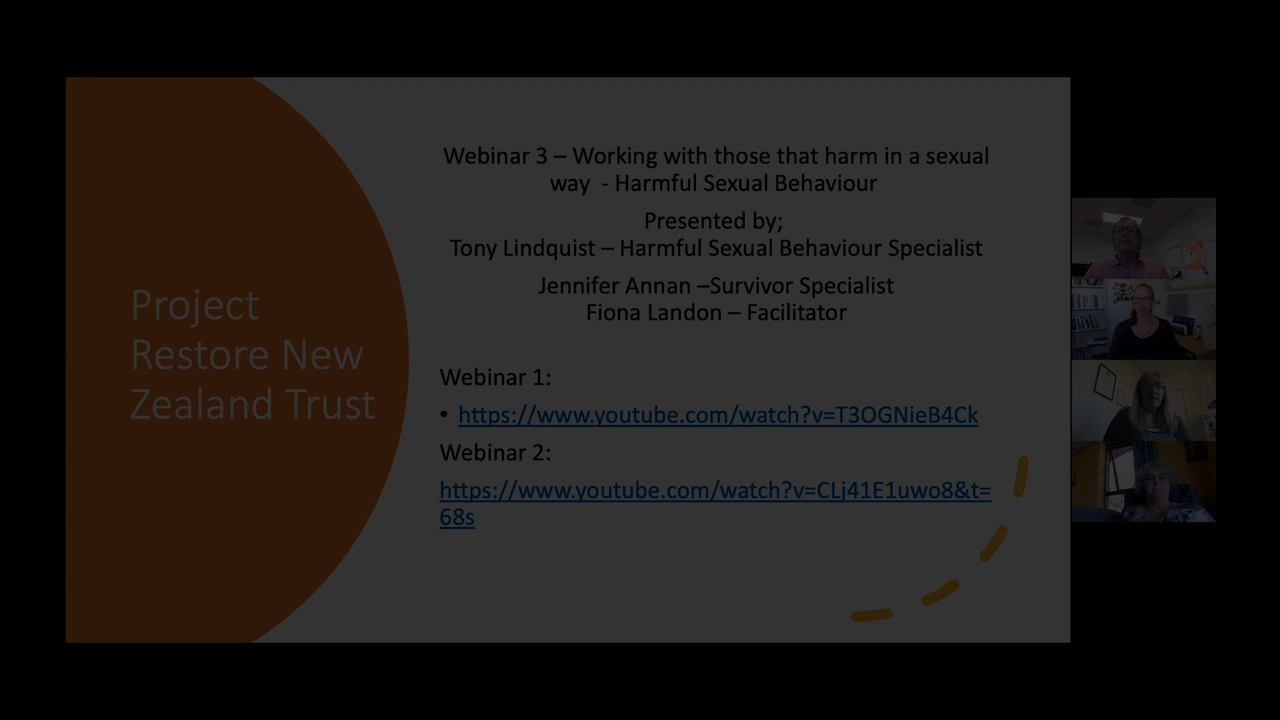 Project
Restore New
Zealand Trust
Webinar 3 – Working with those that harm in a sexual
way - Harmful Sexual Behaviour
Presented by;
Tony Lindquist – Harmful Sexual Behaviour Specialist
Jennifer Annan –Survivor Specialist
Fiona Landon – Facilitator
Webinar 1:
• https://www.youtube.com/watch?v=T3OGNieB4Ck
Webinar 2:
https://www.youtube.com/watch?v=CLj41E1uwo8&t=
68s